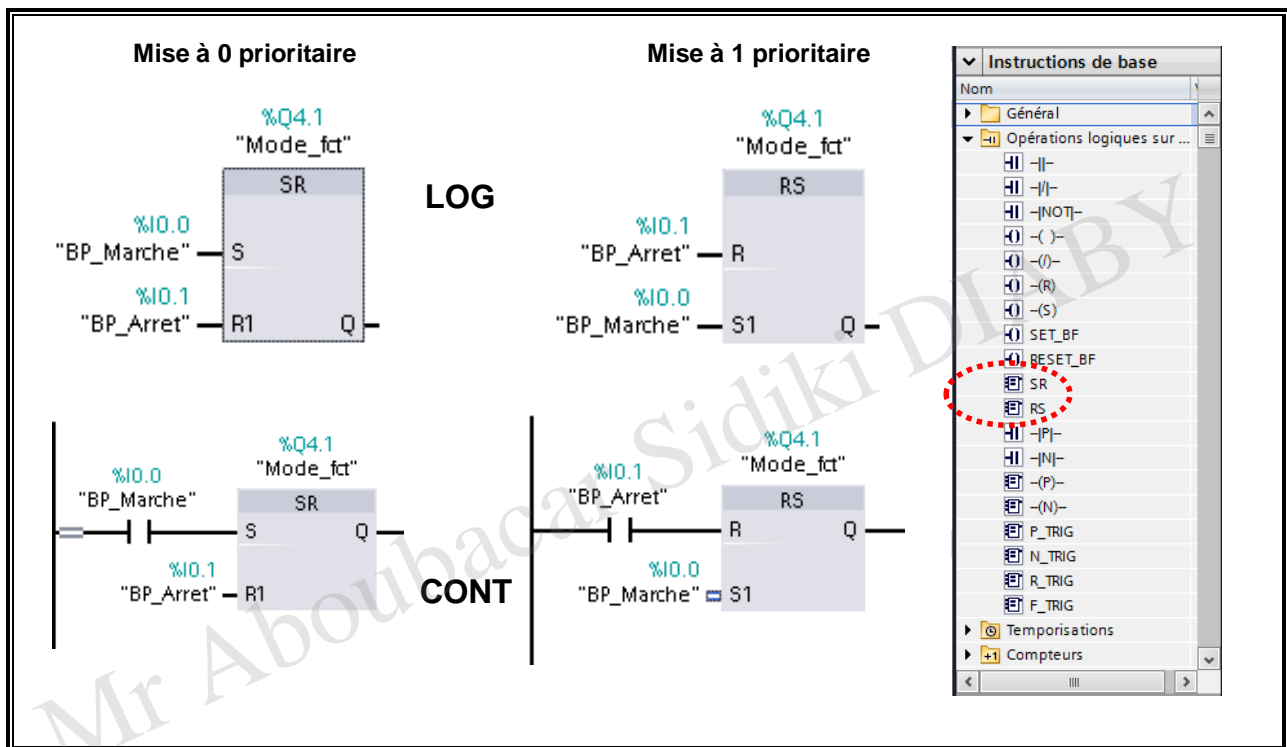 Mise à 0 prioritaire
%Q4.1
"Mode_fct"
SR
%I0.0
"BP_Marche"
S
%I0.1
"BP_Arret"
R1
Q
LOG
Mise à 1 prioritaire
%Q4.1
"Mode_fct"
RS
%I0.1
"BP_Arret"
R
%I0.0
"BP_Marche"
S1
Q
%Q4.1
"Mode_fct"
%I0.0
"BP_Marche"
SR
S
Q
%I0.1
"BP_Arret"
R1
CONT
%Q4.1
"Mode_fct"
%I0.1
"BP_Arret"
RS
R
Q
%I0.0
"BP_Marche"
S1
Instructions de base
Nom
Général
Opérations logiques sur ...
-||-
-|/|-
-|NOT|-
-( )-
-(/)-
-(R)
-(S)
SET_BF
RESET_BF
SR
RS
-|P|-
-|N|-
-(P)-
-(N)-
P_TRIG
N_TRIG
R_TRIG
F_TRIG
Temporisations
Compteurs
Mr Aboubacar Sidiki DIABY